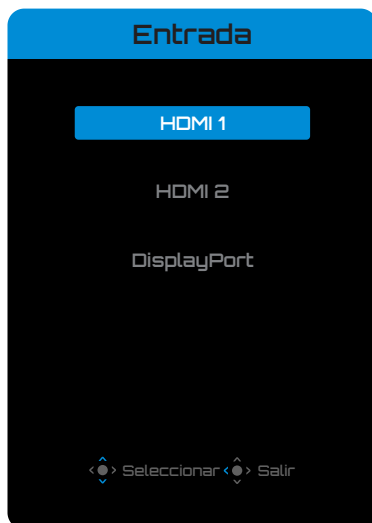 Entrada
HDMI 1
HDMI 2
DisplayPort
Seleccionar Salir